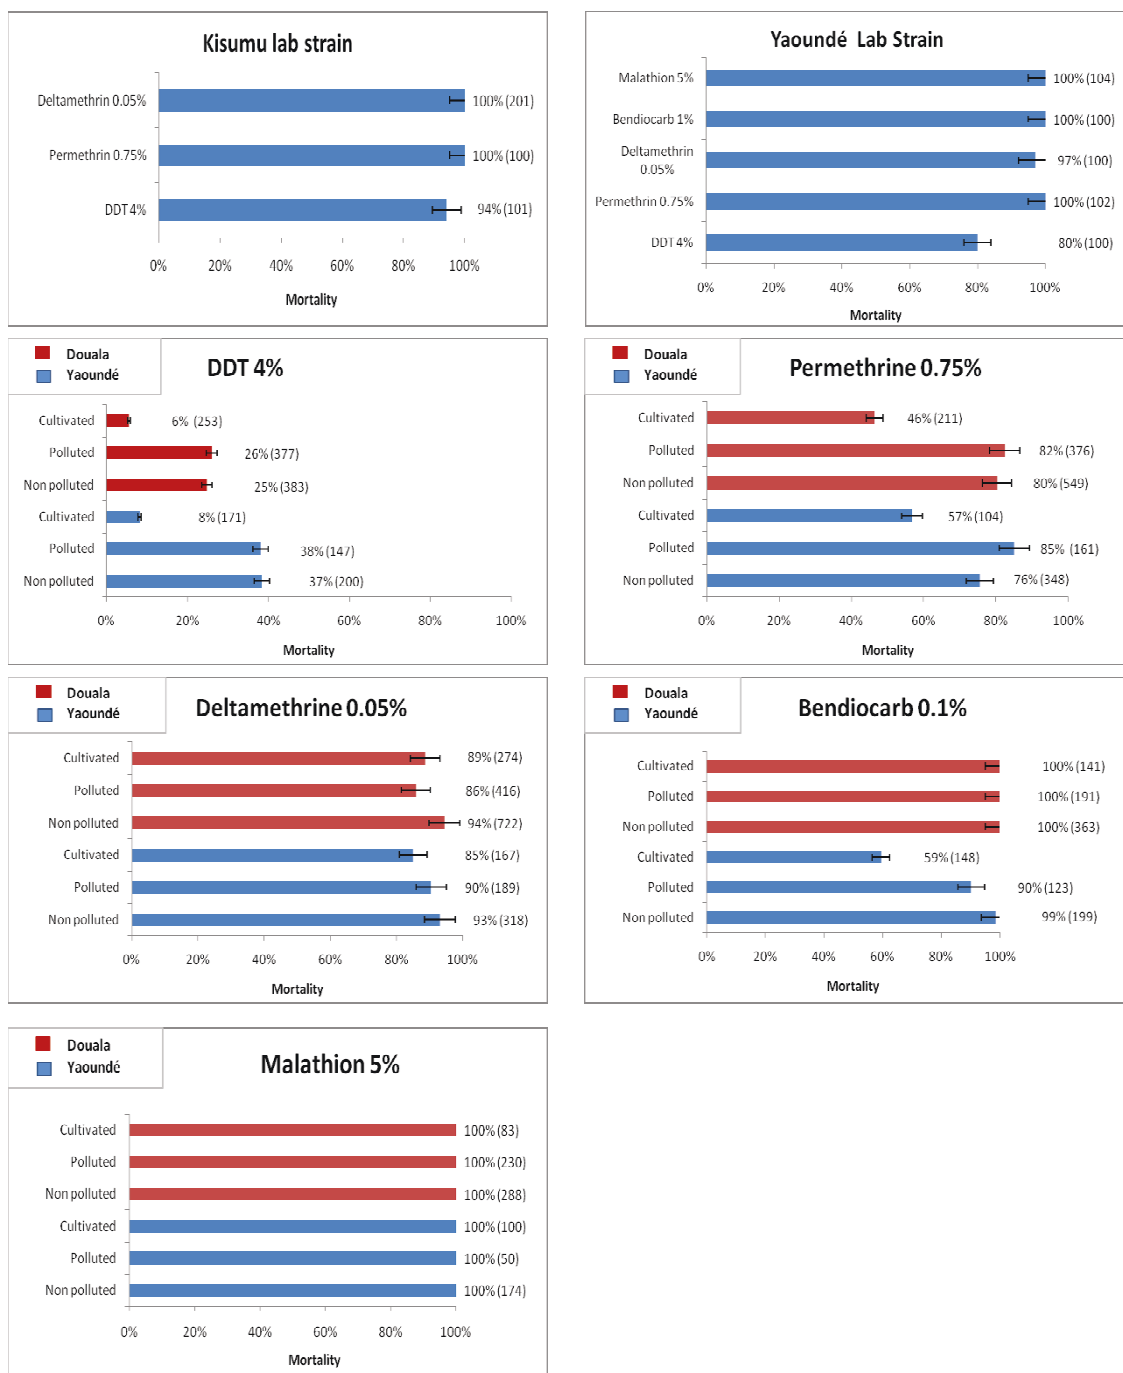 Kisumu lab strain
Deltamethrin 0.05%
100% (201)
Permethrin 0.75%
100% (100)
DDT 4%
94% (101)
0% 20% 40% 60% 80% 100%
Mortality
Yaoundé Lab Strain
Malathion 5%
100% (104)
Bendiocarb 1%
100% (100)
Deltamethrin
0.05%
97% (100)
Permethrin 0.75%
100% (102)
DDT 4%
80% (100)
0% 20% 40% 60% 80% 100%
Mortality
Douala
Yaoundé
DDT 4%
Cultivated
6% (253)
Polluted
26% (377)
Non polluted
25% (383)
Cultivated
8% (171)
Polluted
38% (147)
Non polluted
37% (200)
0% 20% 40% 60% 80% 100%
Mortality
Douala
Yaoundé
Permethrine 0.75%
Cultivated
46% (211)
Polluted
82% (376)
Non polluted
80% (549)
Cultivated
57% (104)
Polluted
85% (161)
Non polluted
76% (348)
0% 20% 40% 60% 80% 100%
Mortality
Douala
Yaoundé
Deltamethrine 0.05%
Cultivated
89% (274)
Polluted
86% (416)
Non polluted
94% (722)
Cultivated
85% (167)
Polluted
90% (189)
Non polluted
93% (318)
0% 20% 40% 60% 80% 100%
Mortality
Douala
Yaoundé
Bendiocarb 0.1%
Cultivated
100% (141)
Polluted
100% (191)
Non polluted
100% (363)
Cultivated
59% (148)
Polluted
90% (123)
Non polluted
99% (199)
0% 20% 40% 60% 80% 100%
Mortality
Douala
Yaoundé
Malathion 5%
Cultivated
100% (83)
Polluted
100% (230)
Non polluted
100% (288)
Cultivated
100% (100)
Polluted
100% (50)
Non polluted
100% (174)
0% 20% 40% 60% 80% 100%
Mortality